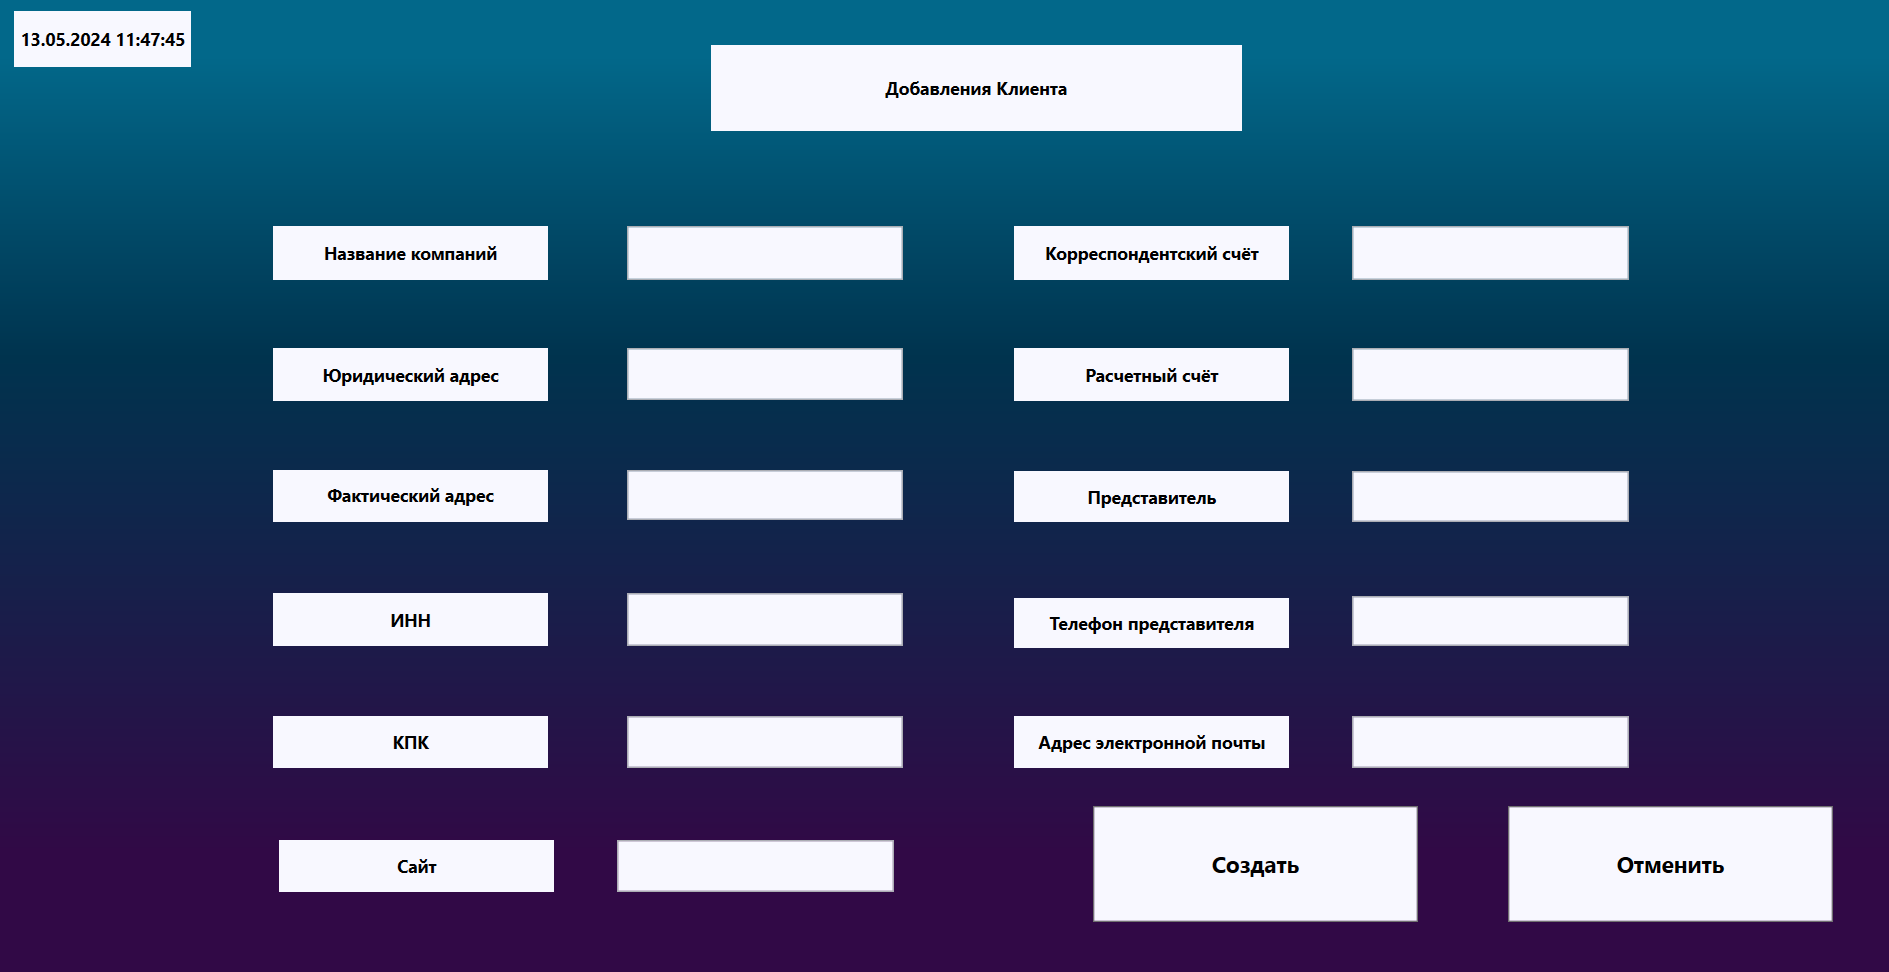 13.05.2024 11:47:45
Добавления Клиента
Название компаний
Корреспондентский счёт
Юридический адрес
Расчетный счёт
Фактический адрес
Представитель
ИНН
Телефон представителя
КПК
Адрес электронной почты
Сайт
Создать
Отменить